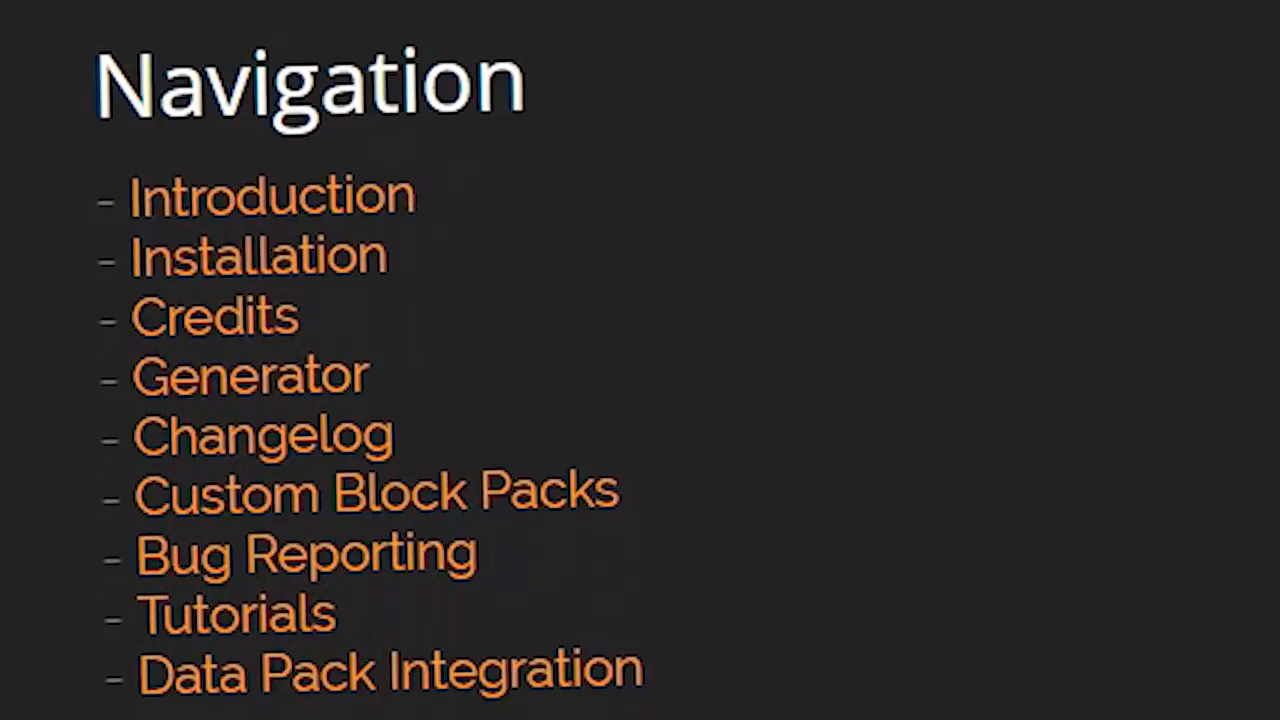 Navigation
- Introduction
- Installation
- Credits
- Generator
- Changelog
- Custom Block Packs
- Bug Reporting
- Tutorials
- Data Pack Integration